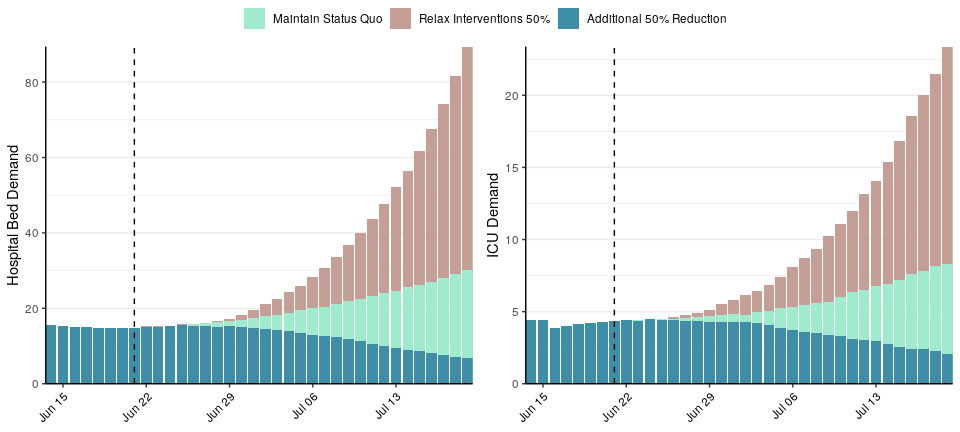 Maintain Status Quo Relax Interventions 50% Additional 50% Reduction
Hospital Bed Demand
80
60
40
20
0
Jun 15 Jun 22 Jun 29 Jul 06 Jul 13
ICU Demand
20
15
10
5
0
Jun 15 Jun 22 Jun 29 Jul 06 Jul 13